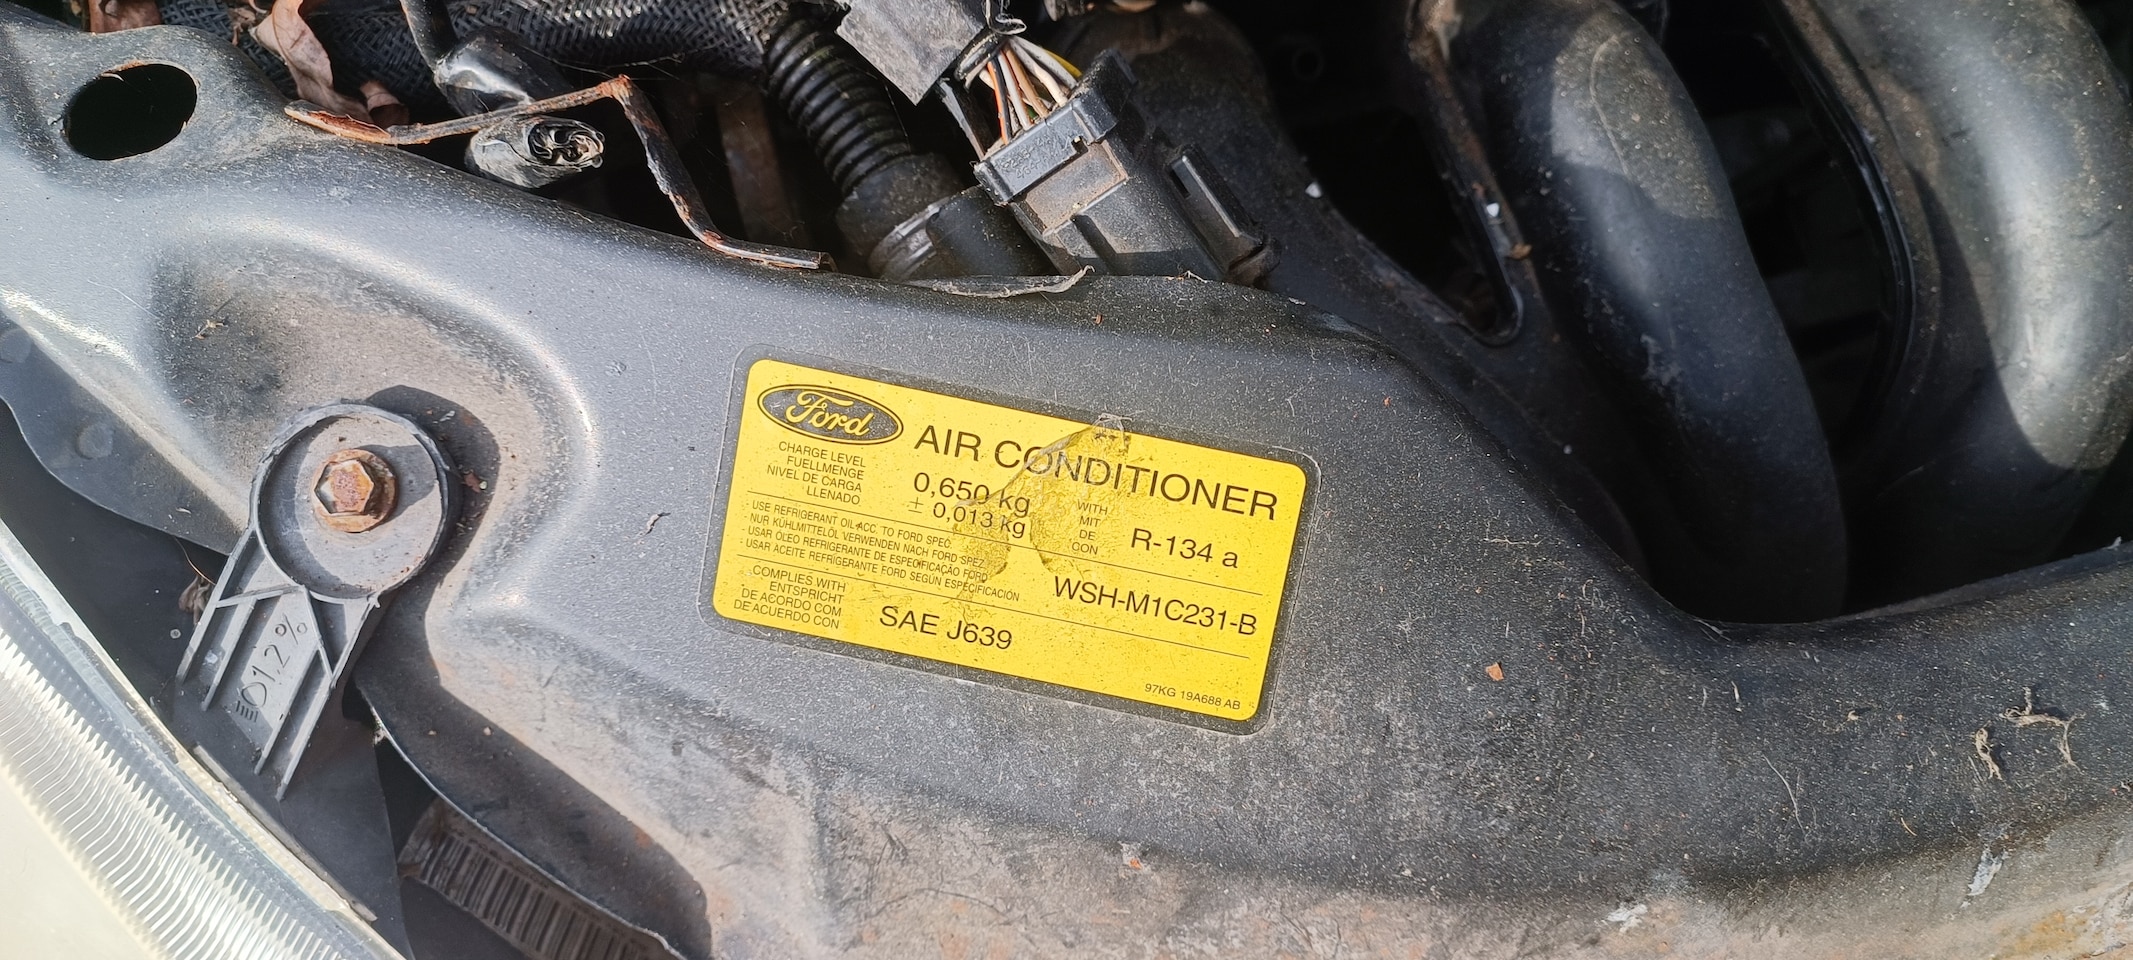 Ford
AIR CONDITIONER
CHARGE LEVEL
FUELLMENGE
NIVEL DE CARGA
LLENADO
0,650 kg
± 0,013 kg
WITH
MIT
DE
CON
R-134 a
- USE REFRIGERANT OIL ACC. TO FORD SPEC.
- NUR KÜHLMITTELÖL VERWENDEN NACH FORD SPEZ.
- USAR ÓLEO REFRIGERANTE DE ESPECIFICAÇÃO FORD
- USAR ACEITE REFRIGERANTE FORD SEGÚN ESPECIFICACIÓN
WSH-M1C231-B
COMPLIES WITH
ENTSPRICHT
DE ACORDO COM
DE ACUERDO CON
SAE J639
97KG 19A688 AB
01,2%